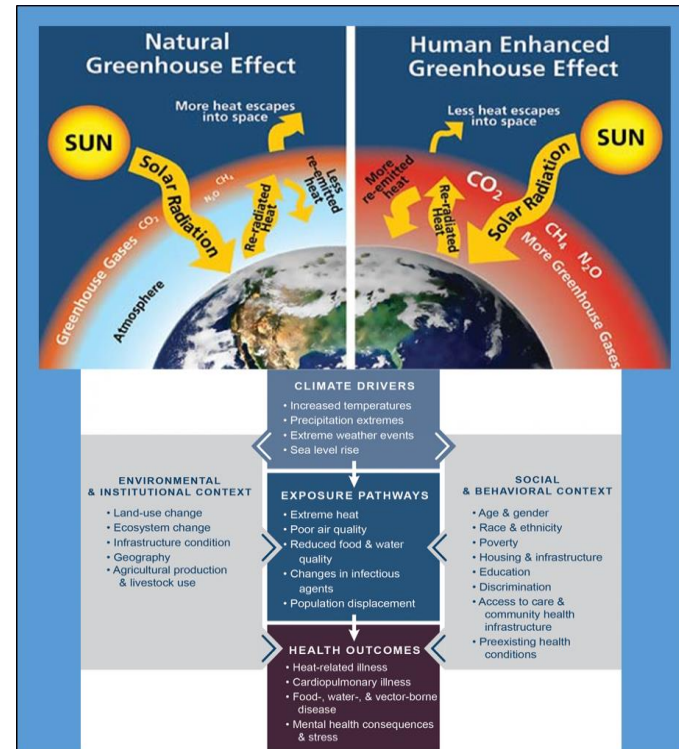 Natural
Greenhouse Effect
More heat escapes
into space
SUN
Solar Radiation
Re-radiated
Heat
Less
re-emitted
heat
CH4
N2O
CO2
Greenhouse Gases
Atmosphere
Human Enhanced
Greenhouse Effect
Less heat escapes
into space
SUN
Solar Radiation
More
re-emitted
heat
Re-radiated
Heat
CO2
CH4 N2O
More Greenhouse Gases
CLIMATE DRIVERS
• Increased temperatures
• Precipitation extremes
• Extreme weather events
• Sea level rise
ENVIRONMENTAL
& INSTITUTIONAL CONTEXT
• Land-use change
• Ecosystem change
• Infrastructure condition
• Geography
• Agricultural production
& livestock use
EXPOSURE PATHWAYS
• Extreme heat
• Poor air quality
• Reduced food & water
quality
• Changes in infectious
agents
• Population displacement
SOCIAL
& BEHAVIORAL CONTEXT
• Age & gender
• Race & ethnicity
• Poverty
• Housing & infrastructure
• Education
• Discrimination
• Access to care &
community health
infrastructure
• Preexisting health
conditions
HEALTH OUTCOMES
• Heat-related illness
• Cardiopulmonary illness
• Food-, water-, & vector-borne
disease
• Mental health consequences
& stress